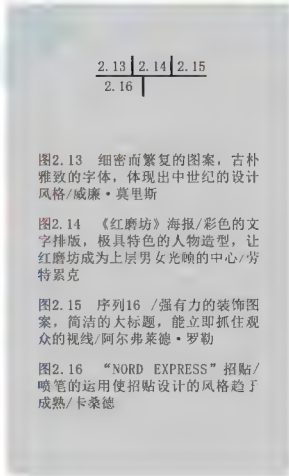 2.13 2.14 2.15
2.16
图2.13 细密而繁复的图案，古朴
雅致的字体，体现出中世纪的设计
风格/威廉·莫里斯
图2.14 《红磨坊》海报/彩色的文
字排版，极具特色的人物造型，让
红磨坊成为上层男女光顾的中心/劳
特累克
图2.15 序列16 /强有力的装饰图
案，简洁的大标题，能立即抓住观
众的视线/阿尔弗莱德·罗勒
图2.16 “NORD EXPRESS”招贴/
喷笔的运用使招贴设计的风格趋于
成熟/卡桑德